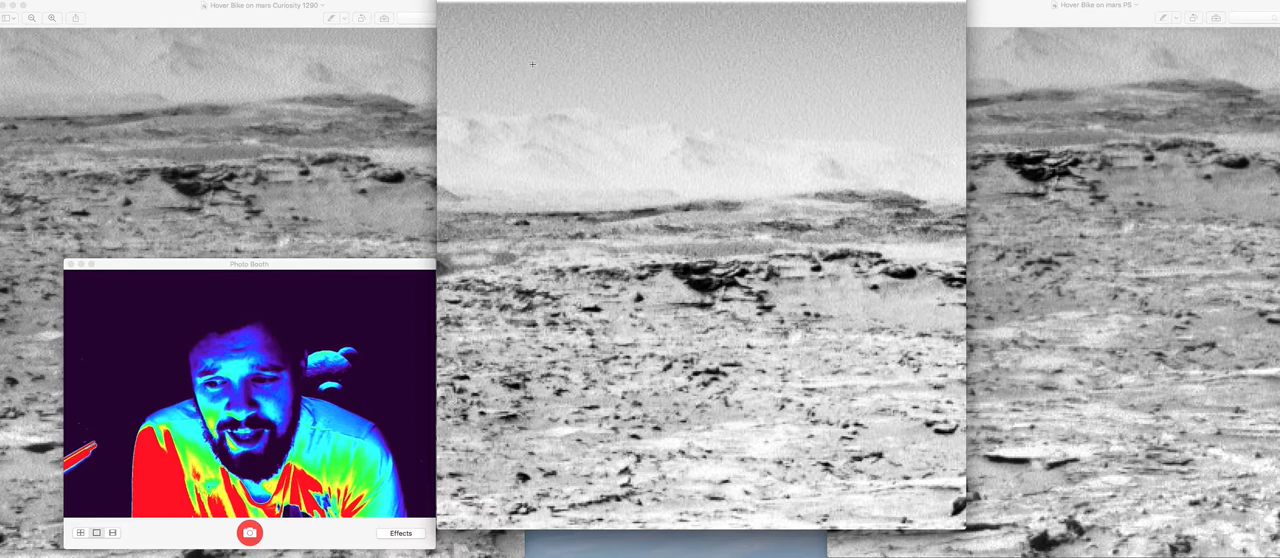 Hover Bike on mars Curiosity 1290
Hover Bike on mars PS
Photo Booth
Effects